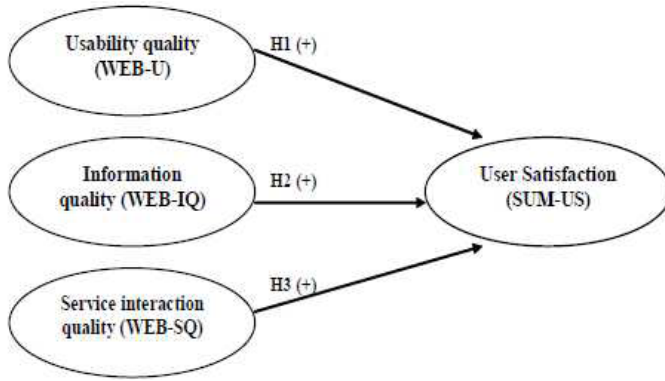 Usability quality
(WEB-U)
H1 (+)
Information
quality (WEB-IQ)
H2 (+)
User Satisfaction
(SUM-US)
H3 (+)
Service interaction
quality (WEB-SQ)